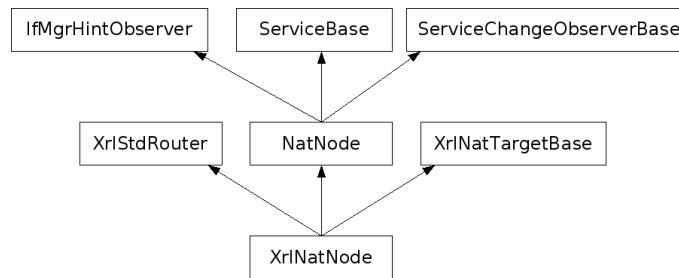 IfMgrHintObserver
ServiceBase
ServiceChangeObserverBase
XrlStdRouter
NatNode
XrlNatTargetBase
XrlNatNode